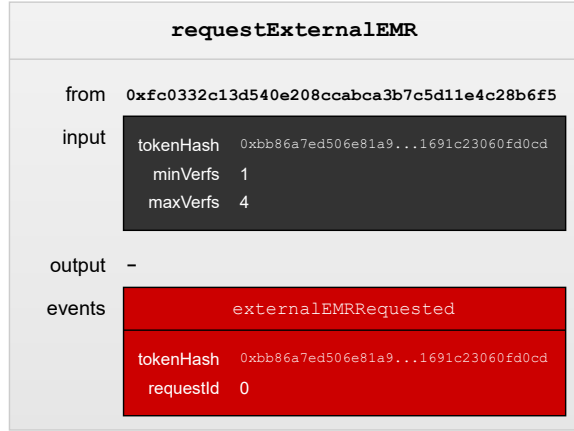 requestExternalEMR
from 0xfc0332c13d540e208ccabca3b7c5d11e4c28b6f5
input
tokenHash 0xbb86a7ed506e81a9...1691c23060fd0cd
minVerfs 1
maxVerfs 4
output -
events
externalEMRRequested
tokenHash 0xbb86a7ed506e81a9...1691c23060fd0cd
requestId 0